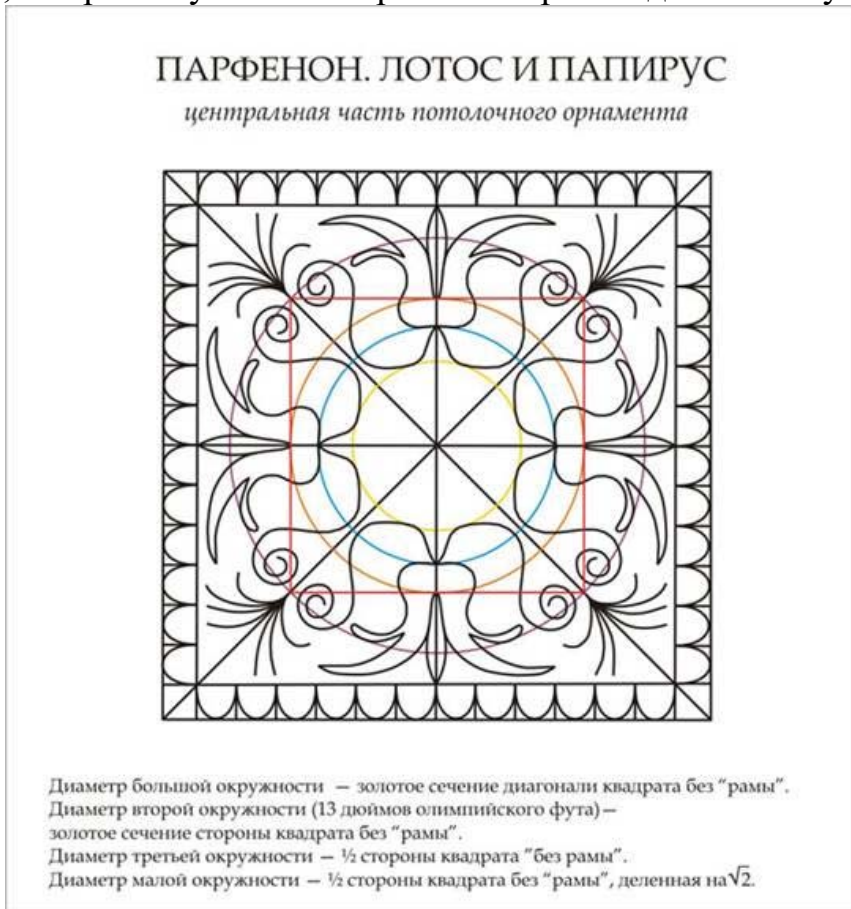 ПАРФЕНОН. ЛОТОС И ПАПИРУС
центральная часть потолочного орнамента
Диаметр большой окружности — золотое сечение диагонали квадрата без "рамы".
Диаметр второй окружности (13 дюймов олимпийского фута) —
золотое сечение стороны квадрата без "рамы".
Диаметр третьей окружности — ½ стороны квадрата "без рамы".
Диаметр малой окружности — ½ стороны квадрата без "рамы", деленная на √2.